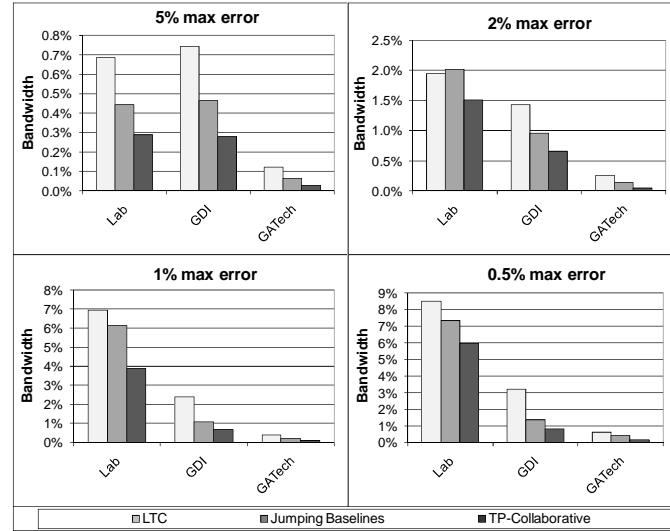 5% max error
0.8%
0.7%
0.6%
0.5%
0.4%
0.3%
0.2%
0.1%
0.0%
Bandwidth
Lab
GDI
GATech
2% max error
2.5%
2.0%
1.5%
1.0%
0.5%
0.0%
Bandwidth
Lab
GDI
GATech
1% max error
8%
7%
6%
5%
4%
3%
2%
1%
0%
Bandwidth
Lab
GDI
GATech
0.5% max error
9%
8%
7%
6%
5%
4%
3%
2%
1%
0%
Bandwidth
Lab
GDI
GATech
LTC Jumping Baselines TP-Collaborative